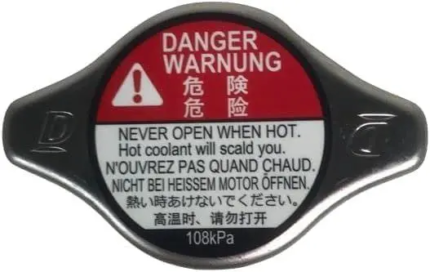 DANGER
WARNUNG
危険
危险
NEVER OPEN WHEN HOT.
Hot coolant will scald you.
N'OUVREZ PAS QUAND CHAUD.
NICHT BEI HEISSEM MOTOR ÖFFNEN.
熱い時あけないでください。
高温时、请勿打开
108kPa